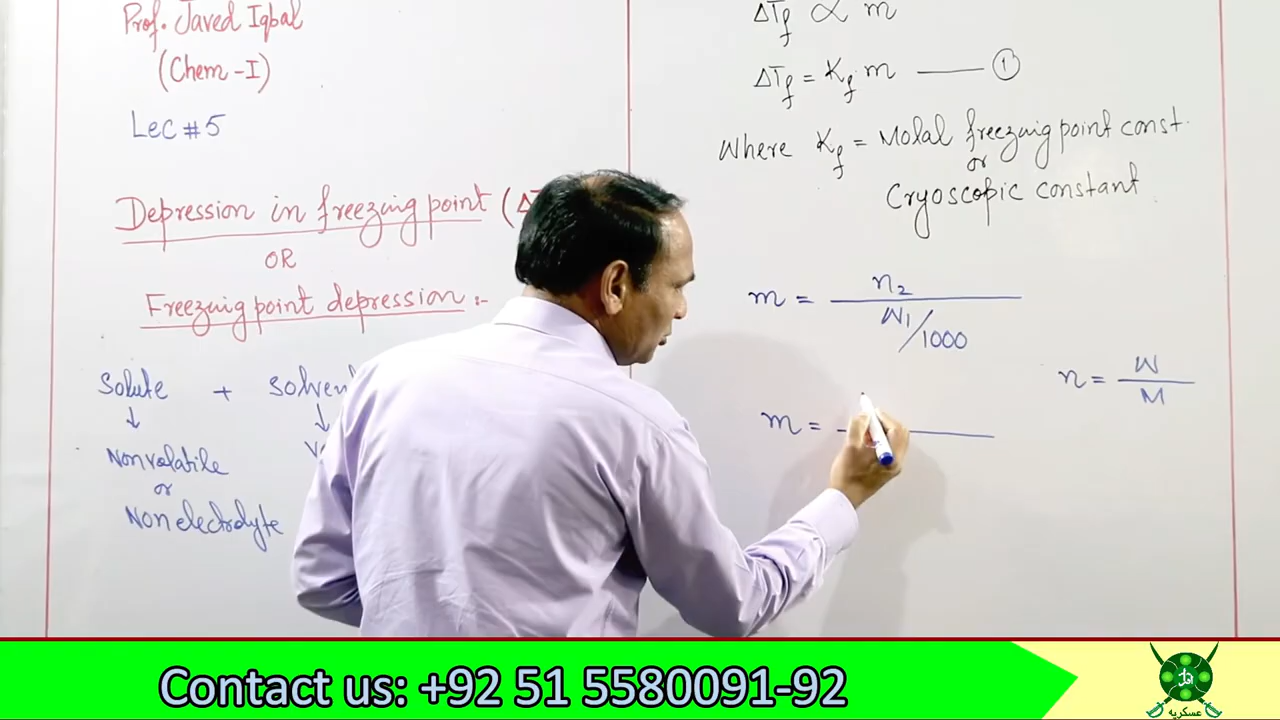 Prof. Javed Iqbal
(Chem-I)
Lec # 5
Depression in freezing point (Δ
OR
Freezing point depression :-
Solute + Solven
↓ ↓
Nonvolatile
or
Non electrolyte
ΔTf ∝ m
ΔTf = Kf m —— ①
Where Kf = Molal freezing point const.
or
Cryoscopic constant
m = n₂
W₁/1000
n = W
M
m =
Contact us: +92 51 5580091-92
عسکریہ